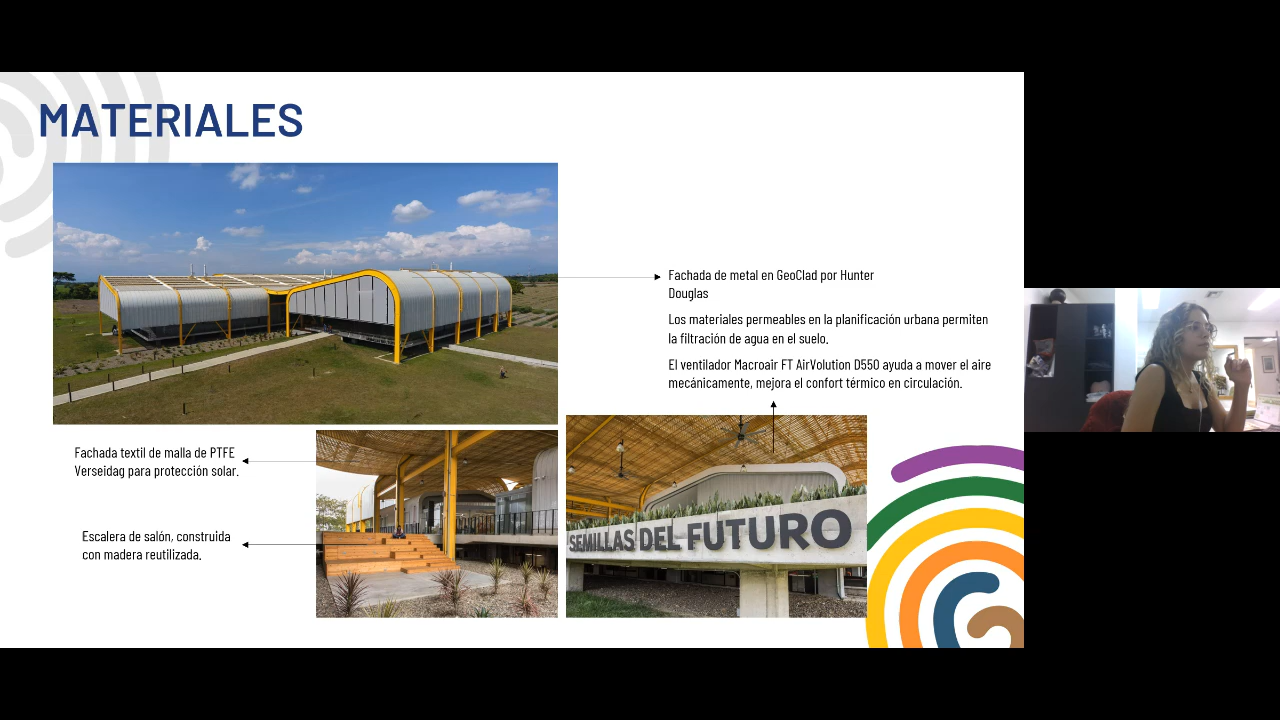 MATERIALES
Fachada de metal en GeoClad por Hunter
Douglas
Los materiales permeables en la planificación urbana permiten
la filtración de agua en el suelo.
El ventilador Macroair FT AirVolution D550 ayuda a mover el aire
mecánicamente, mejora el confort térmico en circulación.
Fachada textil de malla de PTFE
Verseidag para protección solar.
Escalera de salón, construida
con madera reutilizada.
SEMILLAS DEL FUTURO